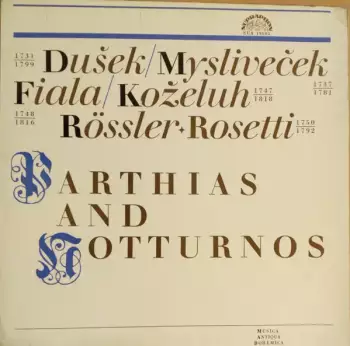 SUPRAPHON
1731
1799
Dušek/Mysliveček
1737
1781
Fiala/Koželuh
1747
1818
1748
1816
Rössler-Rosetti
1750
1792
PARTHIAS
AND
NOTTURNOS
MUSICA
ANTIQUA
BOHEMICA